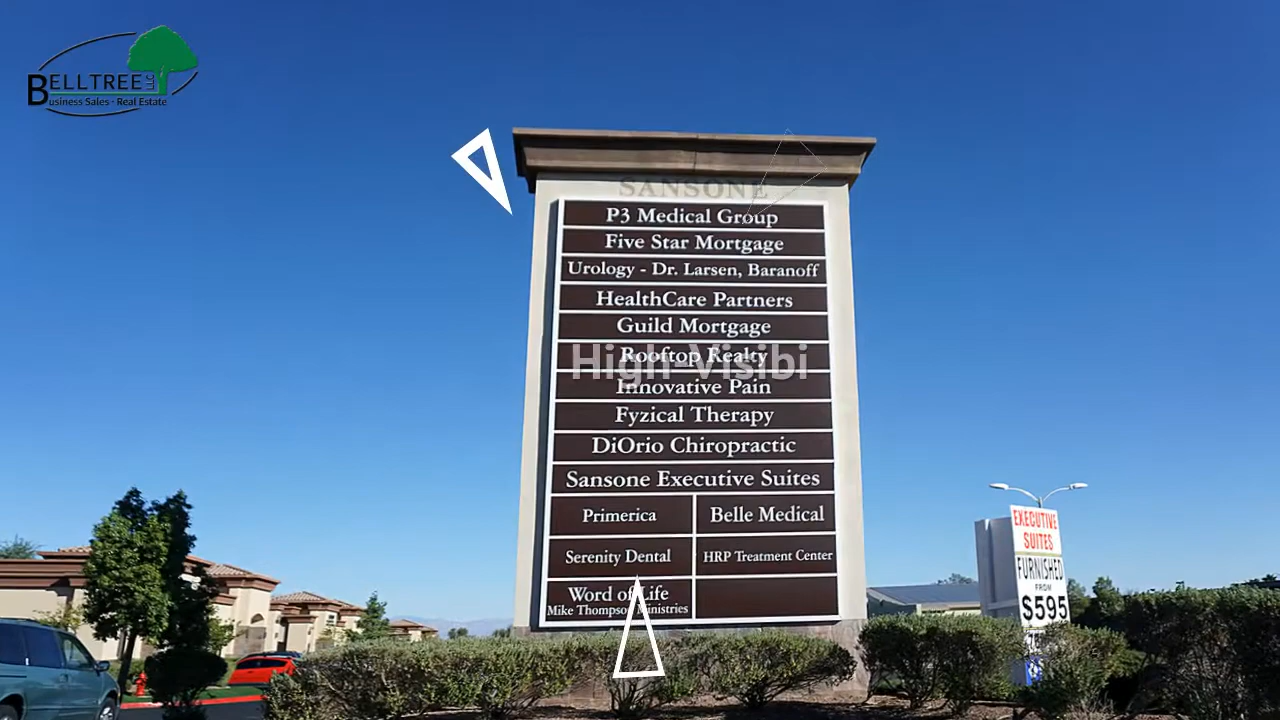 BELLTREE LLC
Business Sales • Real Estate
SANSONE
P3 Medical Group
Five Star Mortgage
Urology - Dr. Larsen, Baranoff
HealthCare Partners
Guild Mortgage
Rooftop Realty
High-Visibi
Innovative Pain
Fyzical Therapy
DiOrio Chiropractic
Sansone Executive Suites
Primerica
Belle Medical
Serenity Dental
HRP Treatment Center
Word of Life
Mike Thompson Ministries
EXECUTIVE
SUITES
FURNISHED
FROM
$595